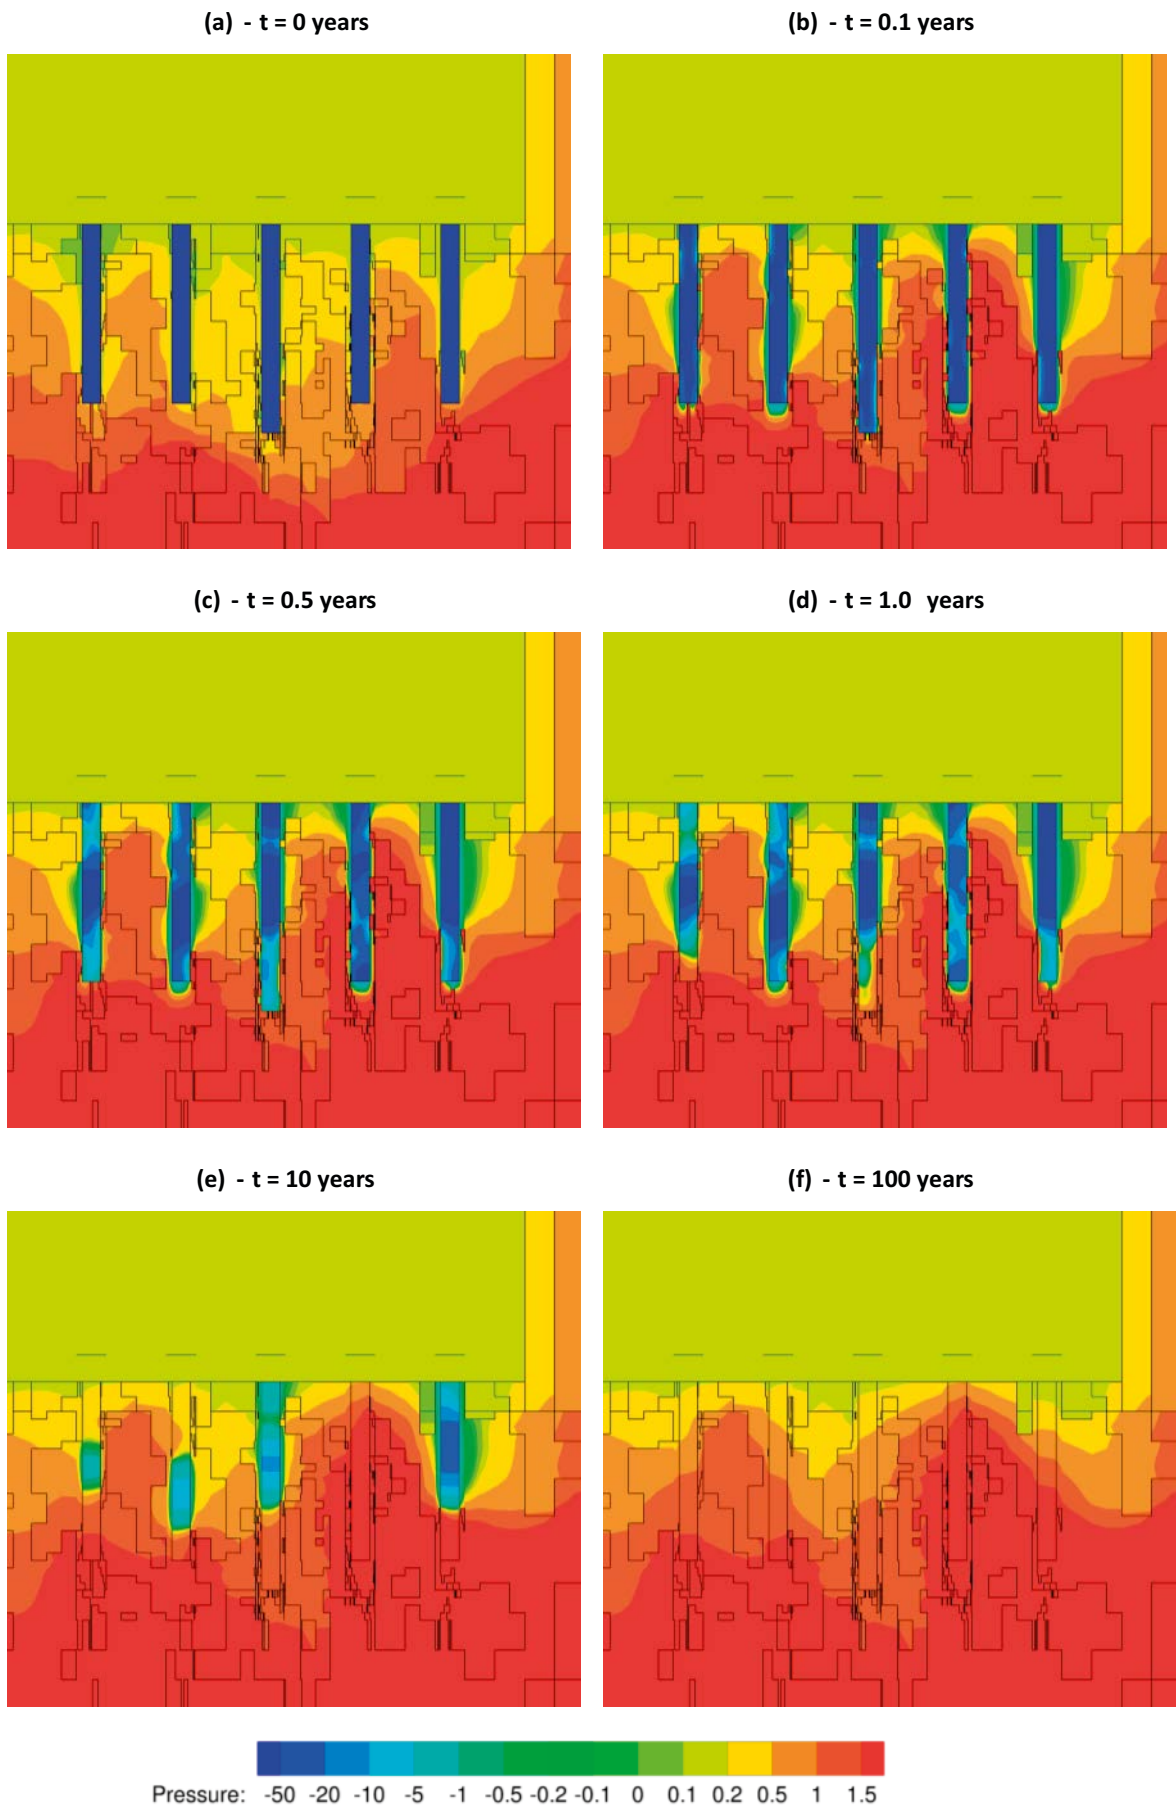 (a) - t = 0 years
(b) - t = 0.1 years
(c) - t = 0.5 years
(d) - t = 1.0 years
(e) - t = 10 years
(f) - t = 100 years
Pressure: -50 -20 -10 -5 -1 -0.5 -0.2 -0.1 0 0.1 0.2 0.5 1 1.5